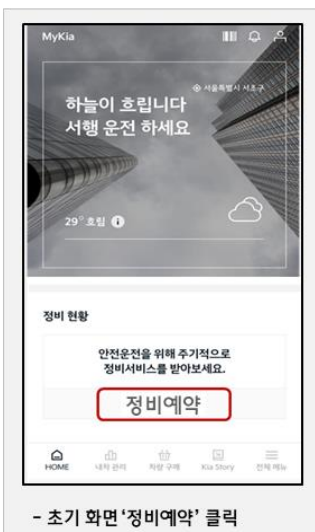 MyKia
서울특별시 서초구
하늘이 흐립니다
서행 운전 하세요
29° 흐림 i
정비 현황
안전운전을 위해 주기적으로
정비서비스를 받아보세요.
정비예약
HOME 내차 관리 차량 구매 Kia Story 전체 메뉴
- 초기 화면 '정비예약' 클릭